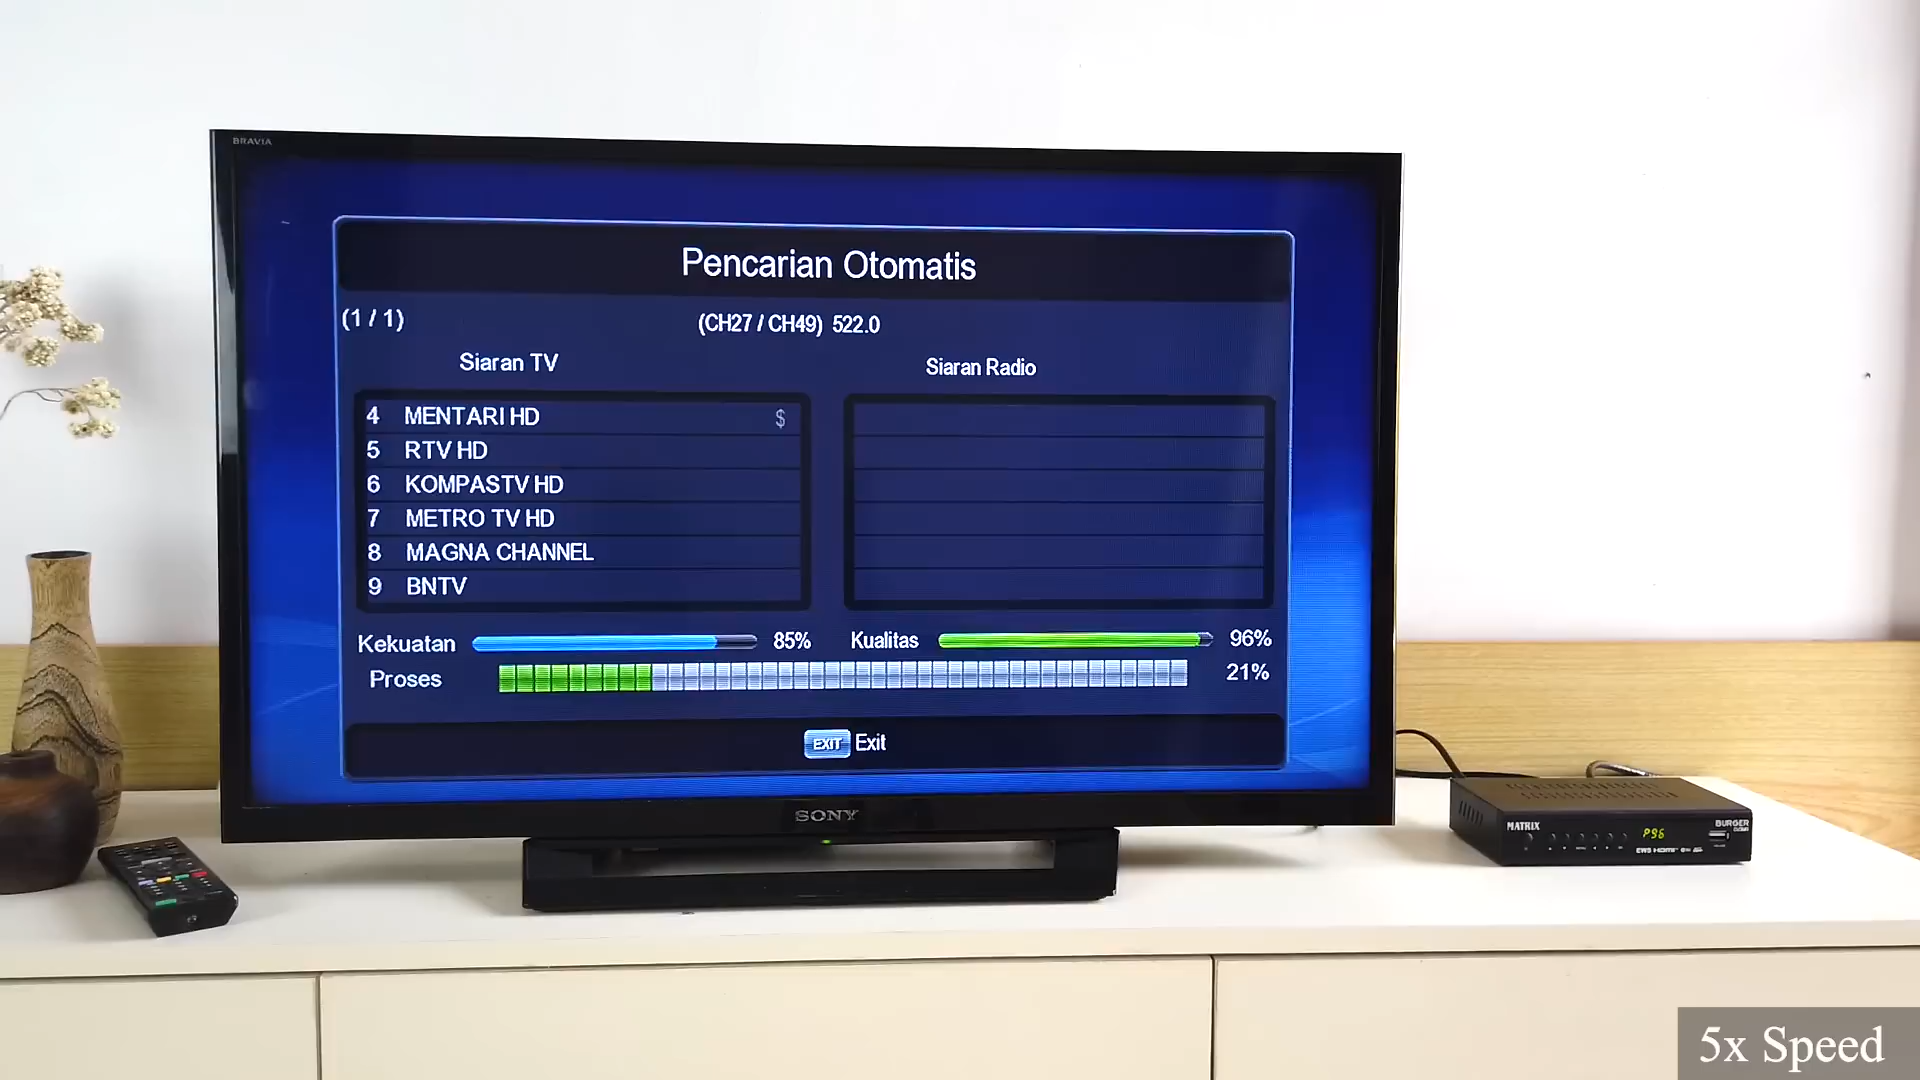 BRAVIA
Pencarian Otomatis
(1 / 1)
(CH27 / CH49) 522.0
Siaran TV
Siaran Radio
4 MENTARI HD $
5 RTV HD
6 KOMPASTV HD
7 METRO TV HD
8 MAGNA CHANNEL
9 BNTV
Kekuatan 85% Kualitas 96%
Proses 21%
EXIT Exit
SONY
MATRIX
P96
BURGER
EWS HDMI
5x Speed